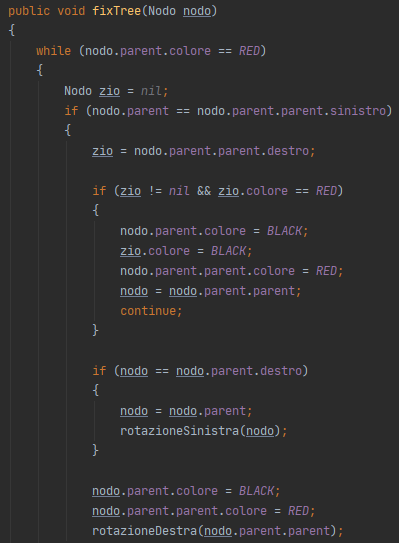 public void fixTree(Nodo nodo)
{
while (nodo.parent.colore == RED)
{
Nodo zio = nil;
if (nodo.parent == nodo.parent.parent.sinistro)
{
zio = nodo.parent.parent.destro;
if (zio != nil && zio.colore == RED)
{
nodo.parent.colore = BLACK;
zio.colore = BLACK;
nodo.parent.parent.colore = RED;
nodo = nodo.parent.parent;
continue;
}
if (nodo == nodo.parent.destro)
{
nodo = nodo.parent;
rotazioneSinistra(nodo);
}
nodo.parent.colore = BLACK;
nodo.parent.parent.colore = RED;
rotazioneDestra(nodo.parent.parent);